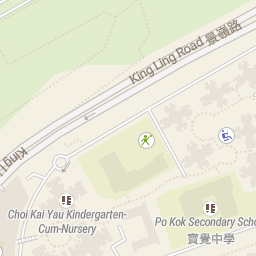 King Ling Road 景嶺路
King L
Choi Kai Yau Kindergarten-
Cum-Nursery
Po Kok Secondary Scho
寶覺中學